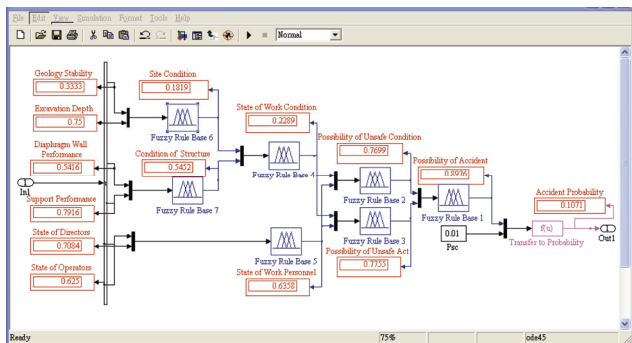 File Edit View Simulation Format Tools Help
Normal
Geology Stability
0.3333
Excavation Depth
0.75
Diaphragm Wall
Performance
0.5416
In1
Support Performance
0.7916
State of Directors
0.7084
State of Operators
0.625
Site Condition
0.1819
Fuzzy Rule Base 6
Condition of Structure
0.5452
Fuzzy Rule Base 7
State of Work Condition
0.2289
Fuzzy Rule Base 4
Fuzzy Rule Base 5
State of Work Personnel
0.6358
Possibility of Unsafe Condition
0.7699
Fuzzy Rule Base 2
Fuzzy Rule Base 3
Possibility of Unsafe Act
0.7755
Possibility of Accident
0.8936
Fuzzy Rule Base 1
0.01
Psc
Accident Probability
0.1071
f(u)
Transfer to Probability
Out1
Ready
75%
ode45